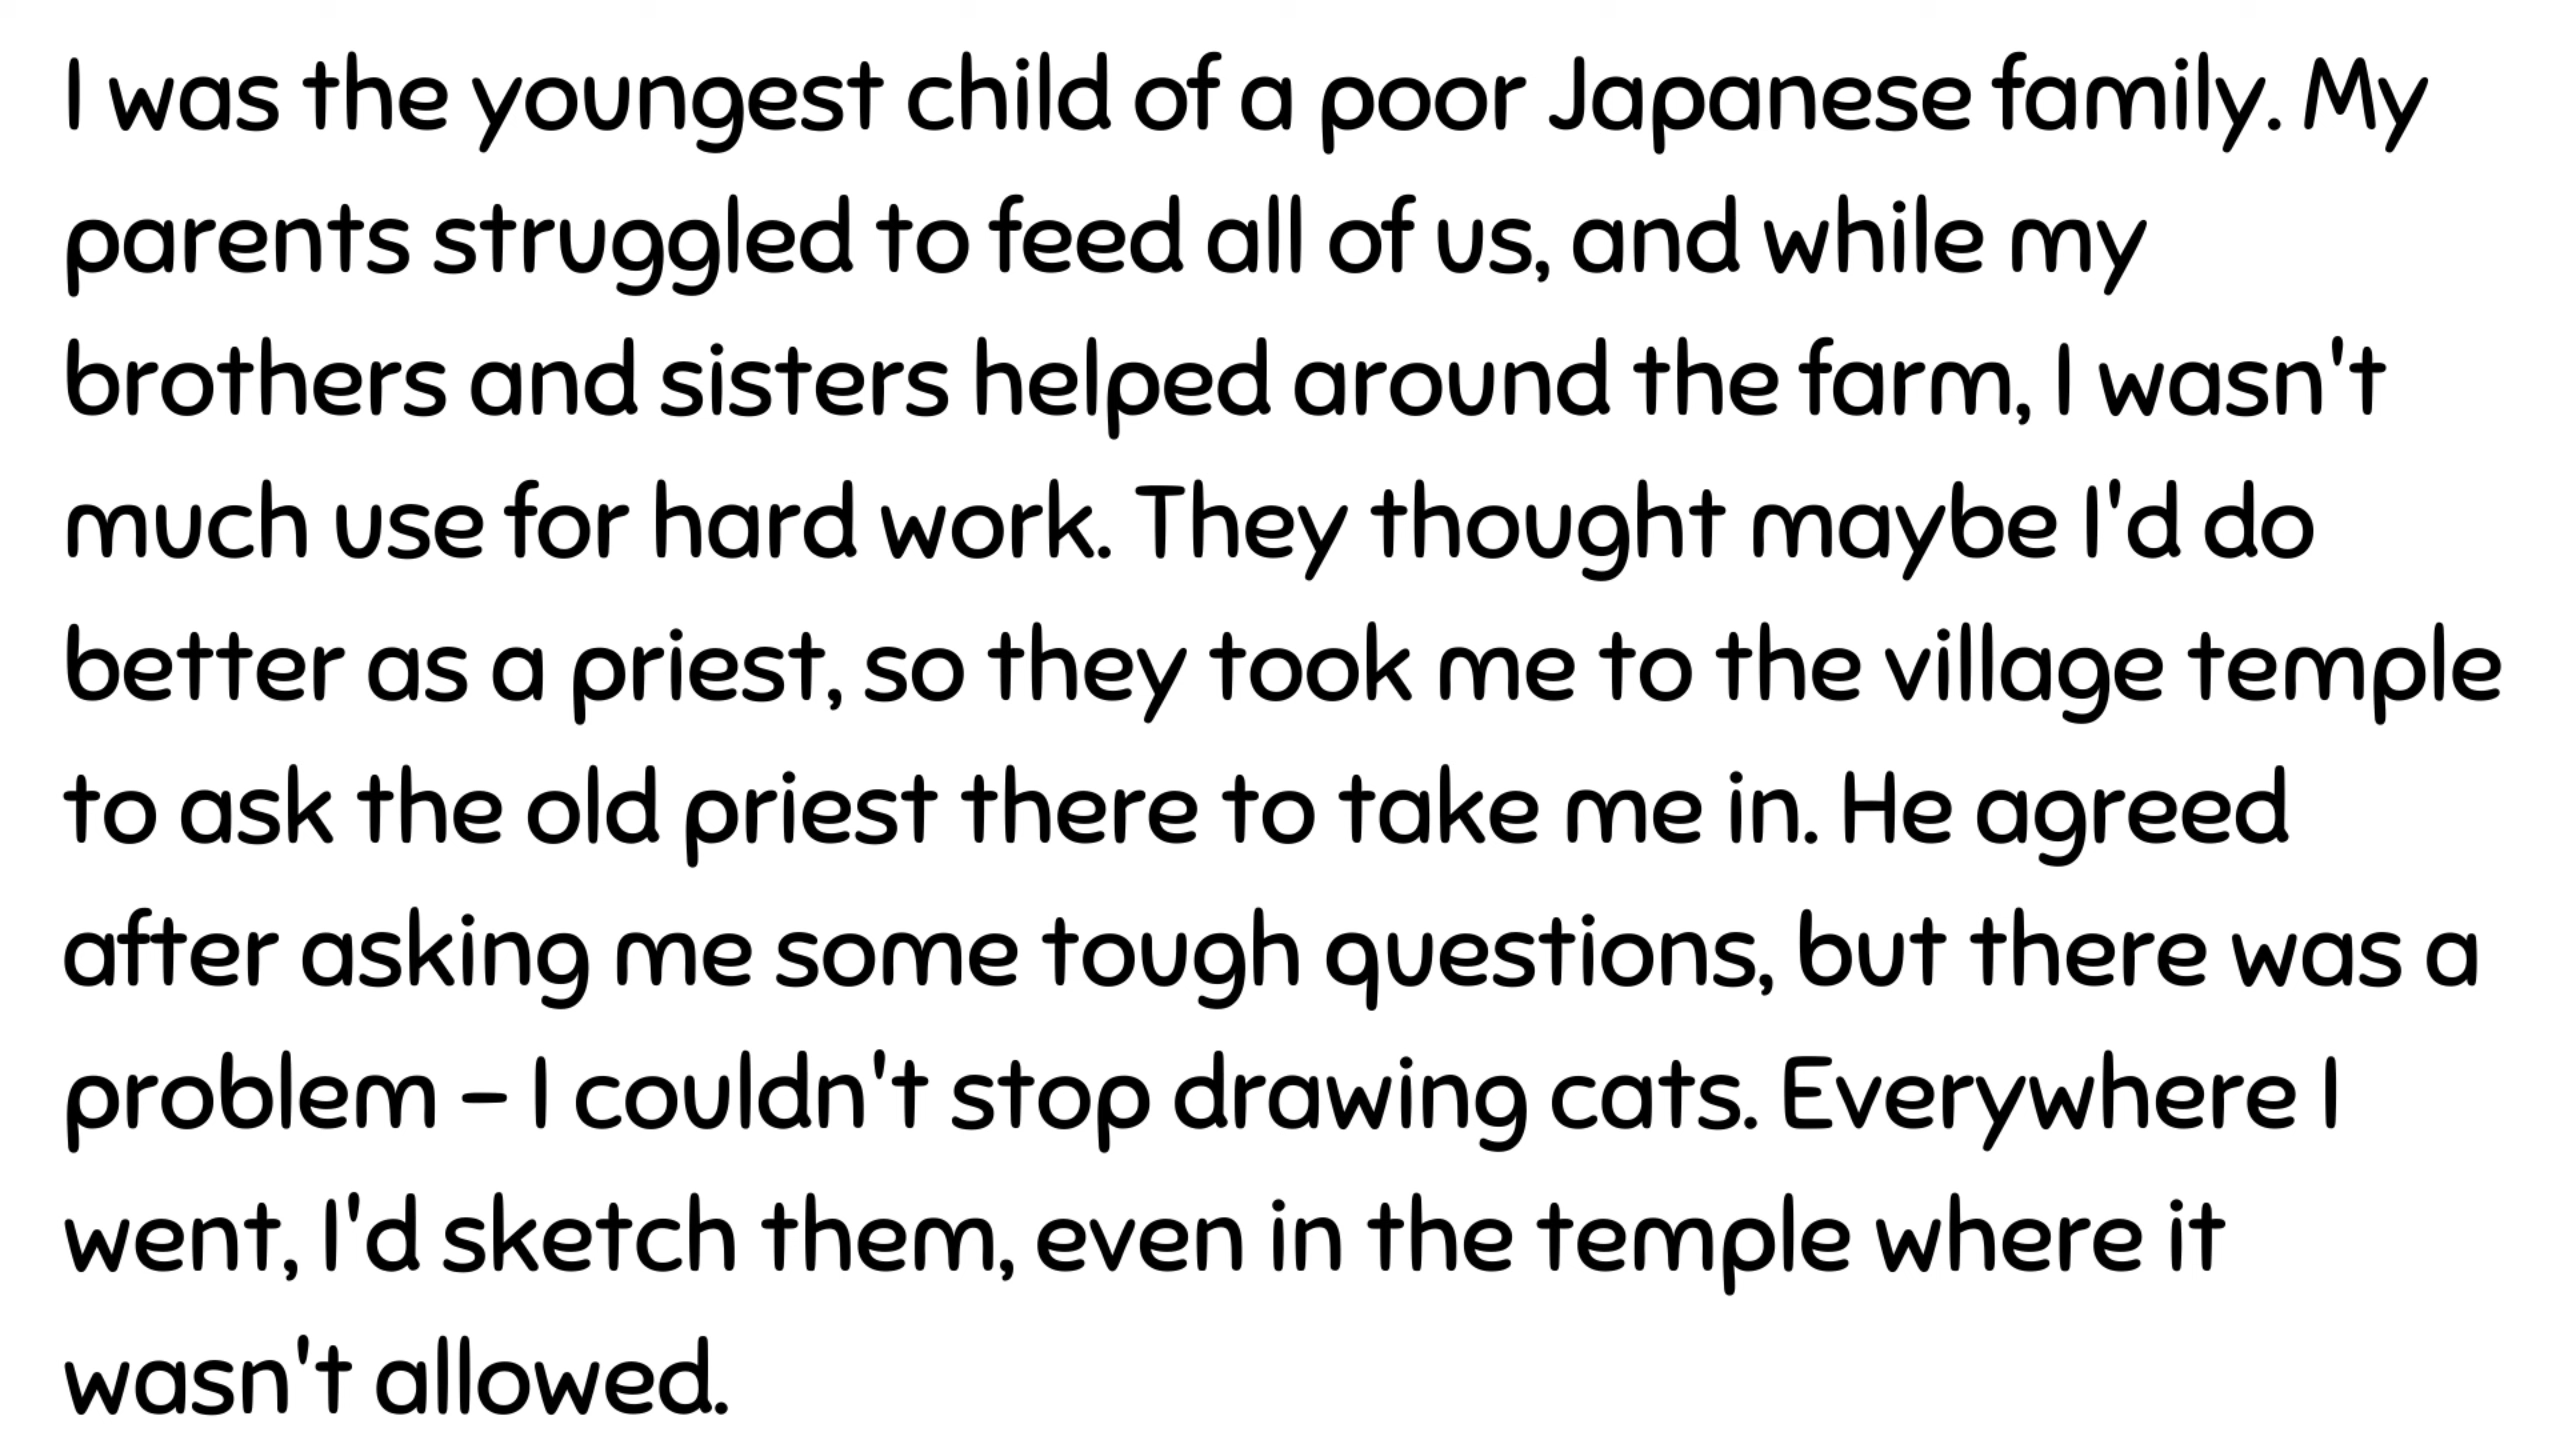 I was the youngest child of a poor Japanese family. My
parents struggled to feed all of us, and while my
brothers and sisters helped around the farm, I wasn't
much use for hard work. They thought maybe I'd do
better as a priest, so they took me to the village temple
to ask the old priest there to take me in. He agreed
after asking me some tough questions, but there was a
problem – I couldn't stop drawing cats. Everywhere I
went, I'd sketch them, even in the temple where it
wasn't allowed.